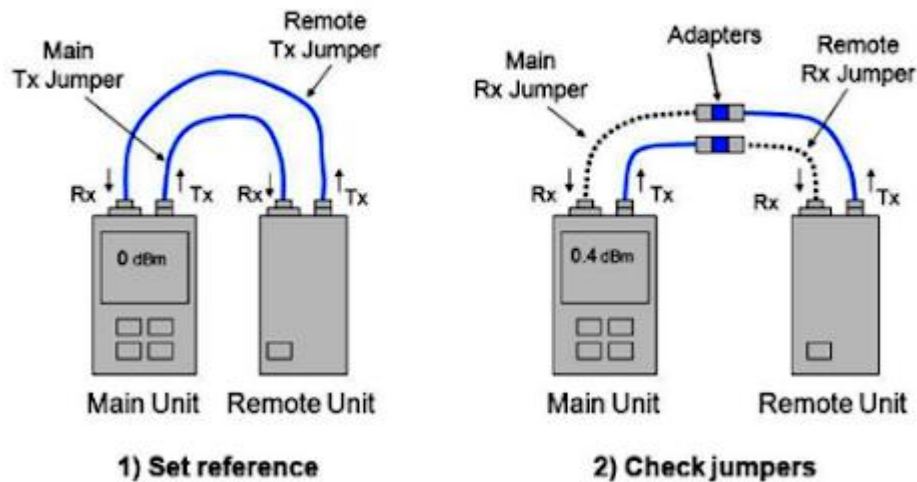 Main
Tx Jumper
Remote
Tx Jumper
Rx
Tx
Rx
Tx
0 dBm
Main Unit
Remote Unit
1) Set reference
Main
Rx Jumper
Adapters
Remote
Rx Jumper
Rx
Tx
Rx
Tx
0.4 dBm
Main Unit
Remote Unit
2) Check jumpers